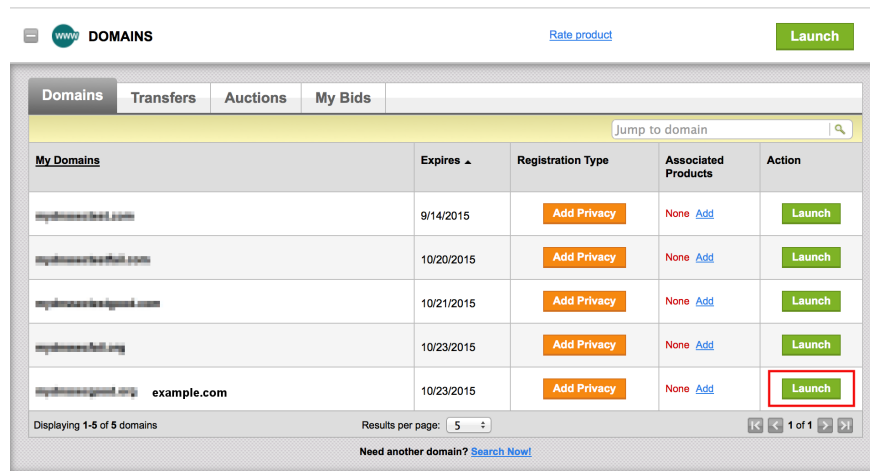 www DOMAINS Rate product Launch
Domains Transfers Auctions My Bids
Jump to domain
My Domains Expires Registration Type Associated Products Action
9/14/2015 Add Privacy None Add Launch
10/20/2015 Add Privacy None Add Launch
10/21/2015 Add Privacy None Add Launch
10/23/2015 Add Privacy None Add Launch
example.com 10/23/2015 Add Privacy None Add Launch
Displaying 1-5 of 5 domains Results per page: 5 1 of 1
Need another domain? Search Now!